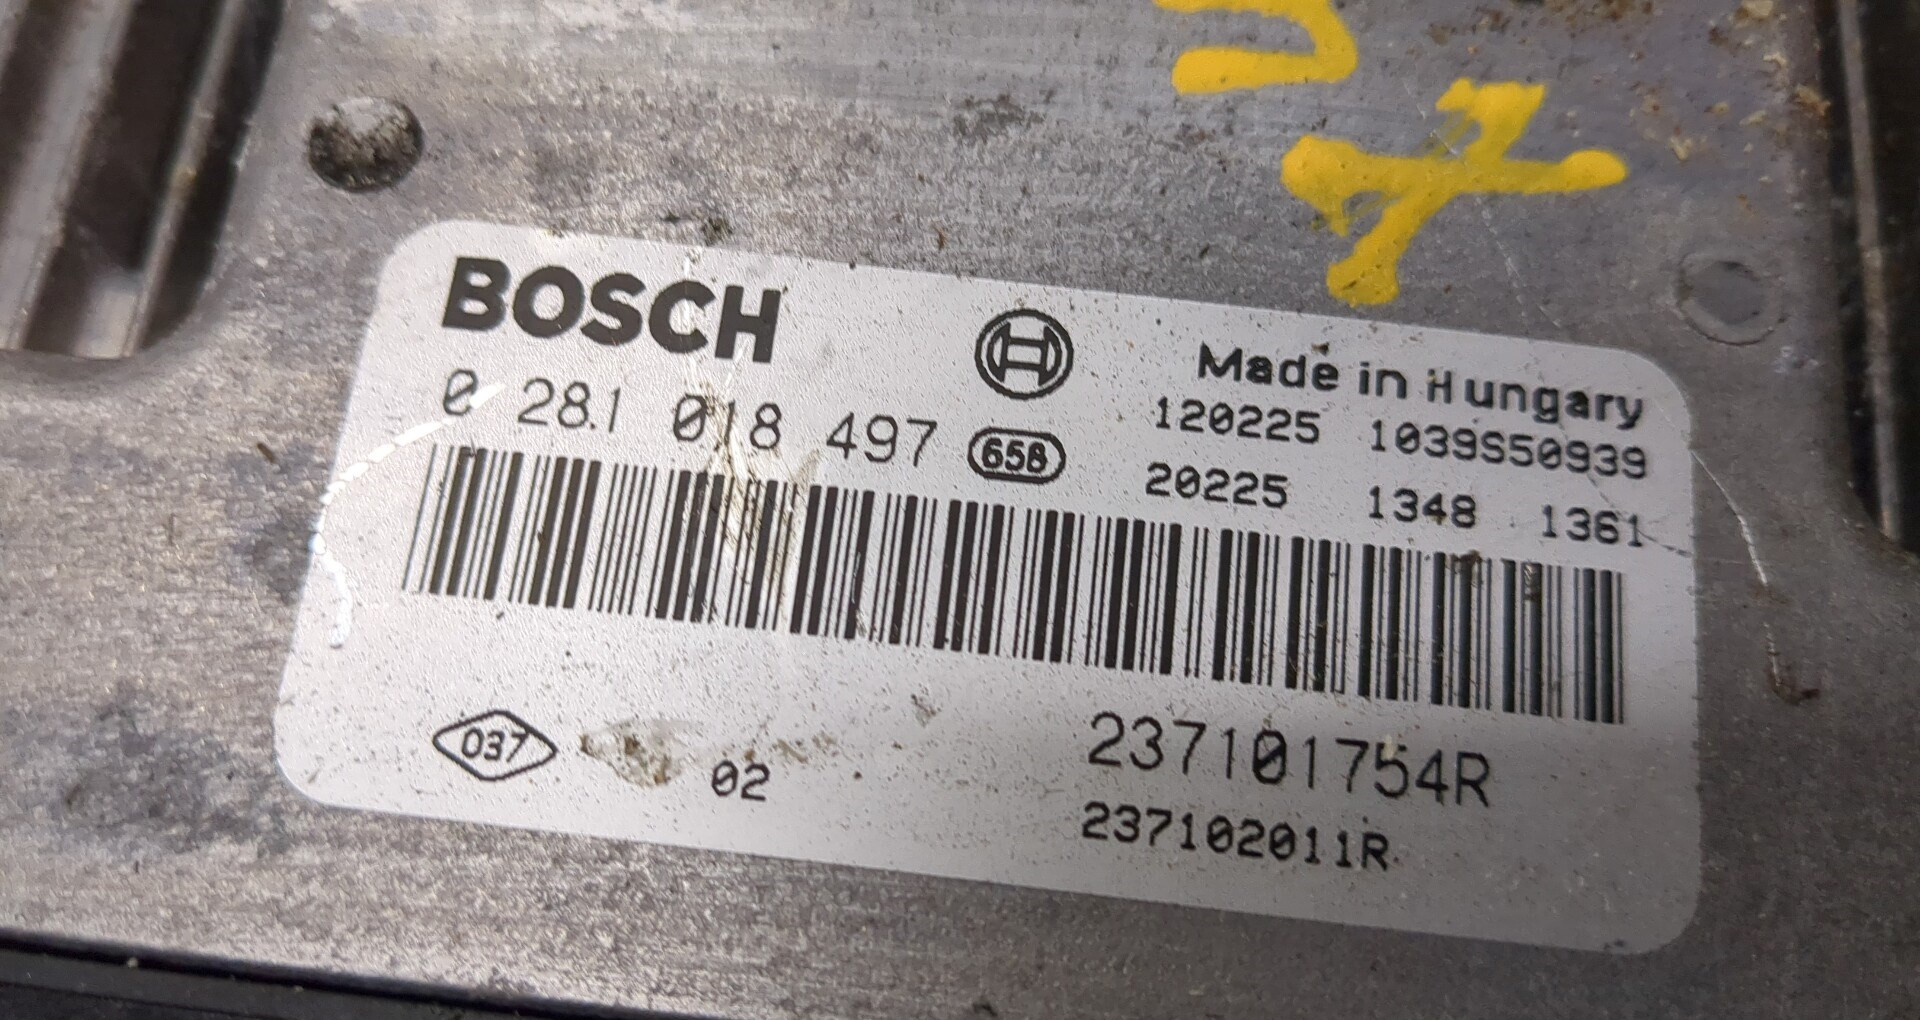 BOSCH
Made in Hungary
0 281 018 497 658
120225 1039S50939
20225 1348 1361
037 02
237101754R
237102011R